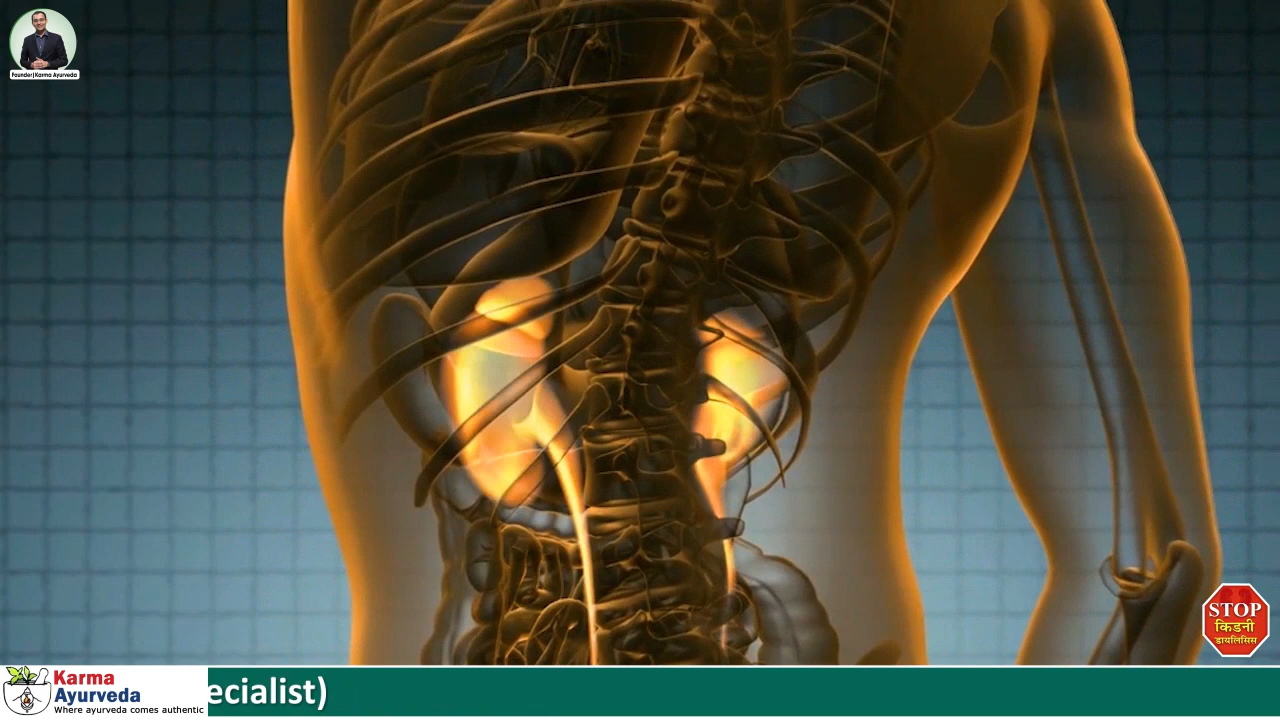 Founder|Karma Ayurveda
STOP
किडनी
डायलिसिस
Karma
Ayurveda
Where ayurveda comes authentic
ecialist)